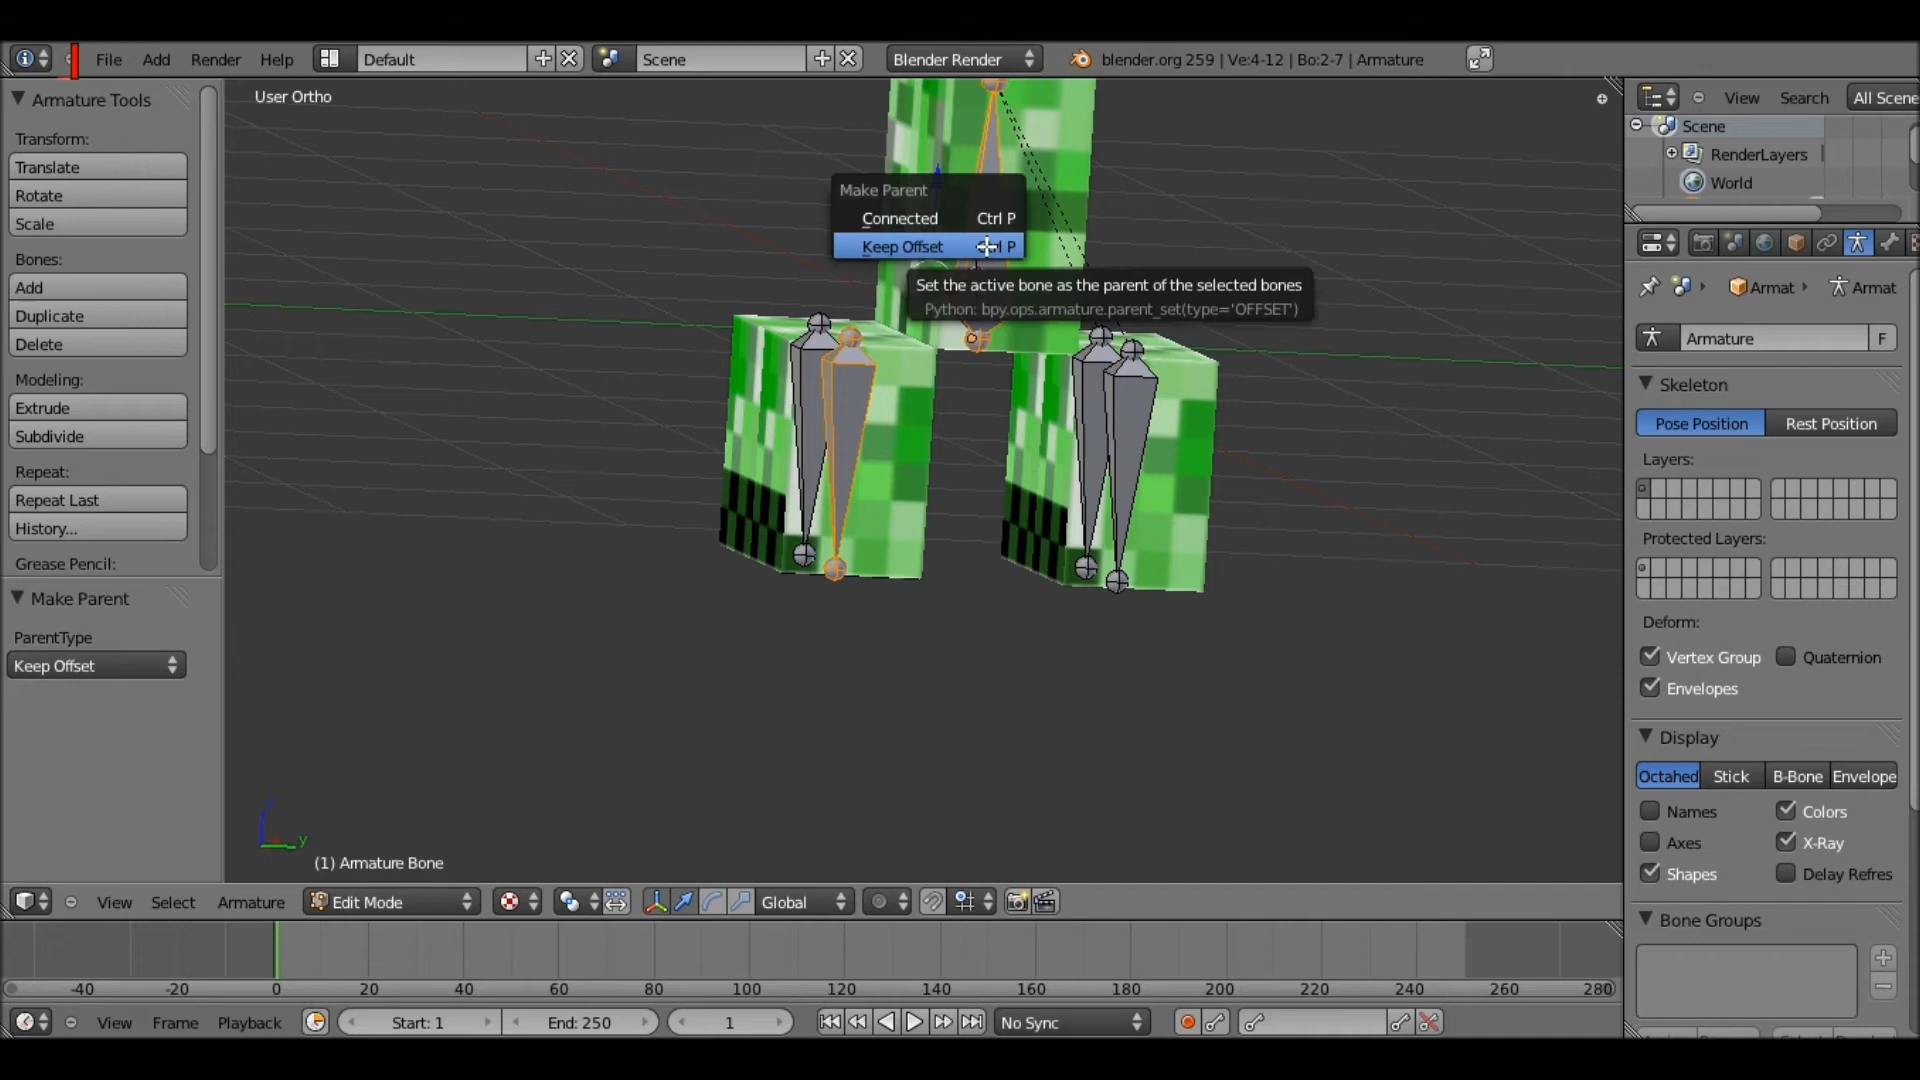 File Add Render Help Default Scene Blender Render blender.org 259 | Ve:4-12 | Bo:2-7 | Armature
Armature Tools
Transform:
Translate
Rotate
Scale
Bones:
Add
Duplicate
Delete
Modeling:
Extrude
Subdivide
Repeat:
Repeat Last
History...
Grease Pencil:
Make Parent
ParentType
Keep Offset
User Ortho
Make Parent
Connected Ctrl P
Keep Offset P
Set the active bone as the parent of the selected bones
Python: bpy.ops.armature.parent_set(type='OFFSET')
y
(1) Armature Bone
View Search All Scene
Scene
RenderLayers
World
Armat Armat
Armature F
Skeleton
Pose Position Rest Position
Layers:
Protected Layers:
Deform:
Vertex Group Quaternion
Envelopes
Display
Octahed Stick B-Bone Envelope
Names Colors
Axes X-Ray
Shapes Delay Refres
Bone Groups
View Select Armature Edit Mode Global
-40 -20 0 20 40 60 80 100 120 140 160 180 200 220 240 260 280
View Frame Playback Start: 1 End: 250 1 No Sync